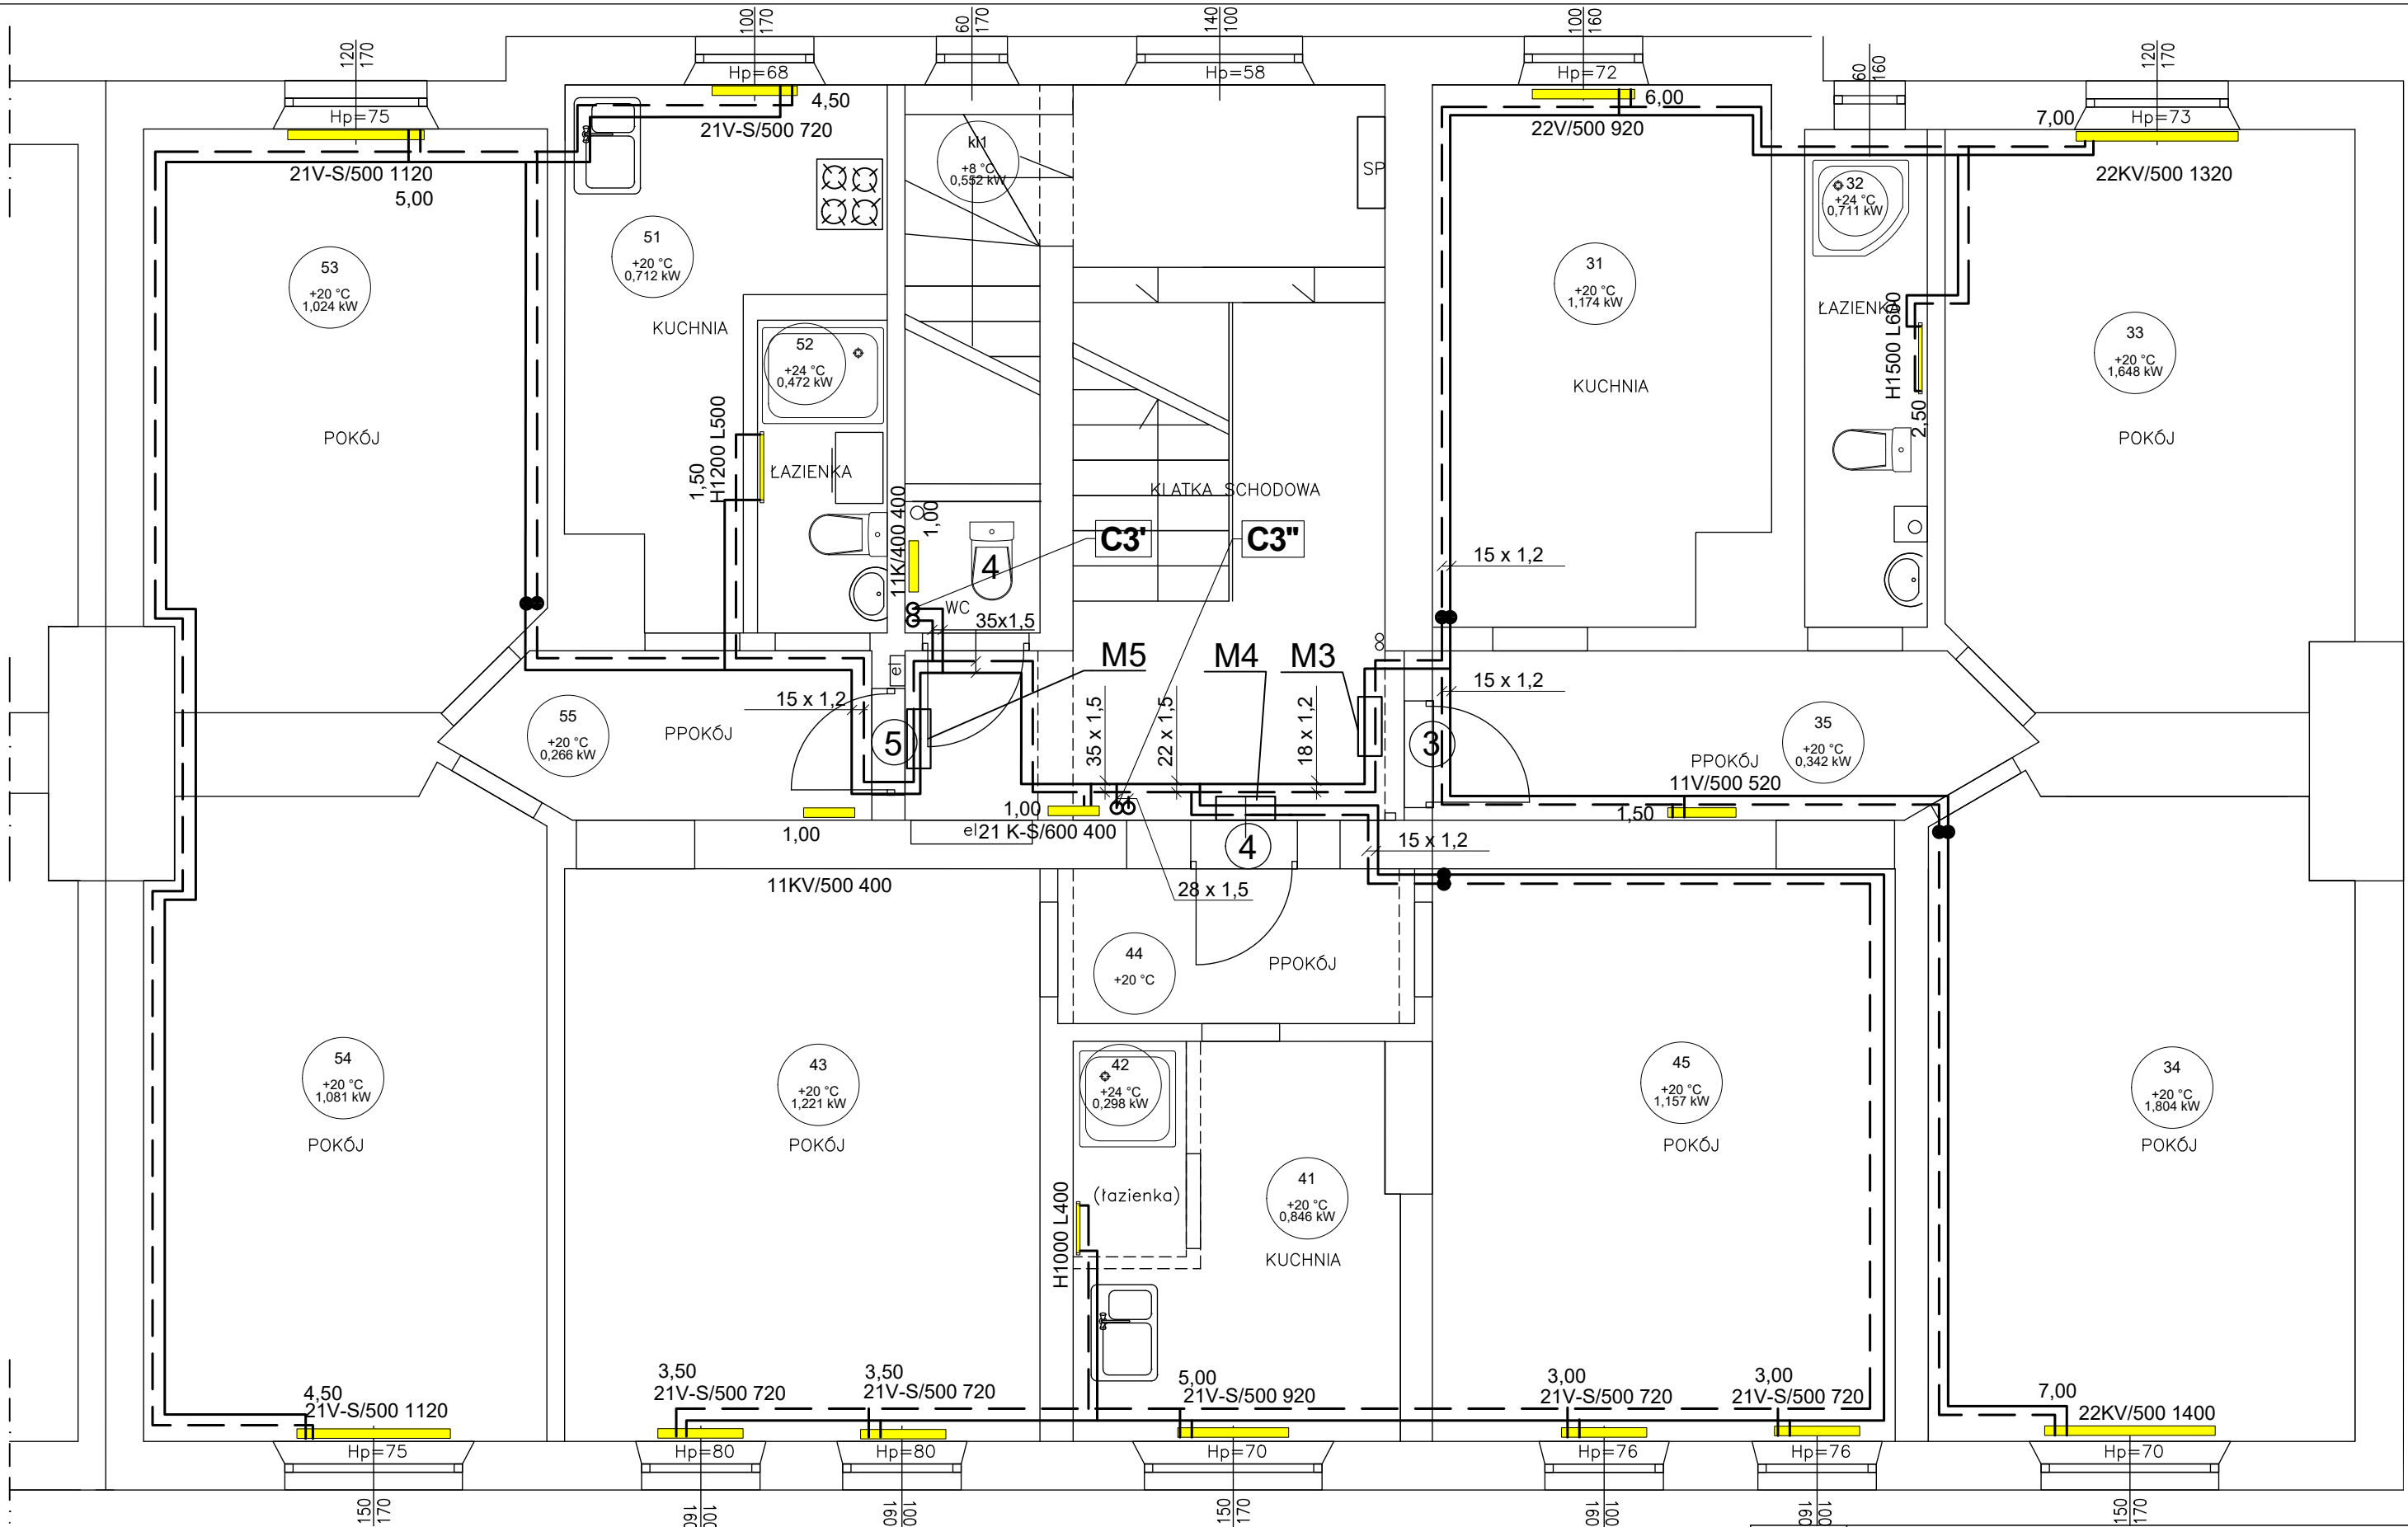 120
170
100
170
60
170
140
100
100
160
60
160
120
170
Hp=75
Hp=68
Hp=58
Hp=72
Hp=73
4,50
21V-S/500 720
6,00
22V/500 920
7,00
22KV/500 1320
21V-S/500 1120
5,00
kl1
+8 °C
0,552 kW
SP
32
+24 °C
0,711 kW
53
+20 °C
1,024 kW
51
+20 °C
0,712 kW
31
+20 °C
1,174 kW
33
+20 °C
1,648 kW
KUCHNIA
52
+24 °C
0,472 kW
ŁAZIENKA
H1500 L600
2,50
KUCHNIA
POKÓJ
POKÓJ
1,50
H1200 L500
ŁAZIENKA
11K/400 400
1,00
KLATKA SCHODOWA
C3'
C3"
4
WC
35x1,5
15 x 1,2
M5
M4
M3
el
15 x 1,2
15 x 1,2
55
+20 °C
0,266 kW
PPOKÓJ
5
35 x 1,5
22 x 1,5
18 x 1,2
3
35
+20 °C
0,342 kW
PPOKÓJ
11V/500 520
1,50
1,00
1,00
el
21 K-S/600 400
4
15 x 1,2
11KV/500 400
28 x 1,5
44
+20 °C
PPOKÓJ
54
+20 °C
1,081 kW
POKÓJ
43
+20 °C
1,221 kW
POKÓJ
42
+24 °C
0,298 kW
(łazienka)
H1000 L400
41
+20 °C
0,846 kW
KUCHNIA
45
+20 °C
1,157 kW
POKÓJ
34
+20 °C
1,804 kW
POKÓJ
4,50
21V-S/500 1120
3,50
21V-S/500 720
3,50
21V-S/500 720
5,00
21V-S/500 920
3,00
21V-S/500 720
3,00
21V-S/500 720
7,00
22KV/500 1400
Hp=75
Hp=80
Hp=80
Hp=70
Hp=76
Hp=76
Hp=70
150
170
150
170
150
170